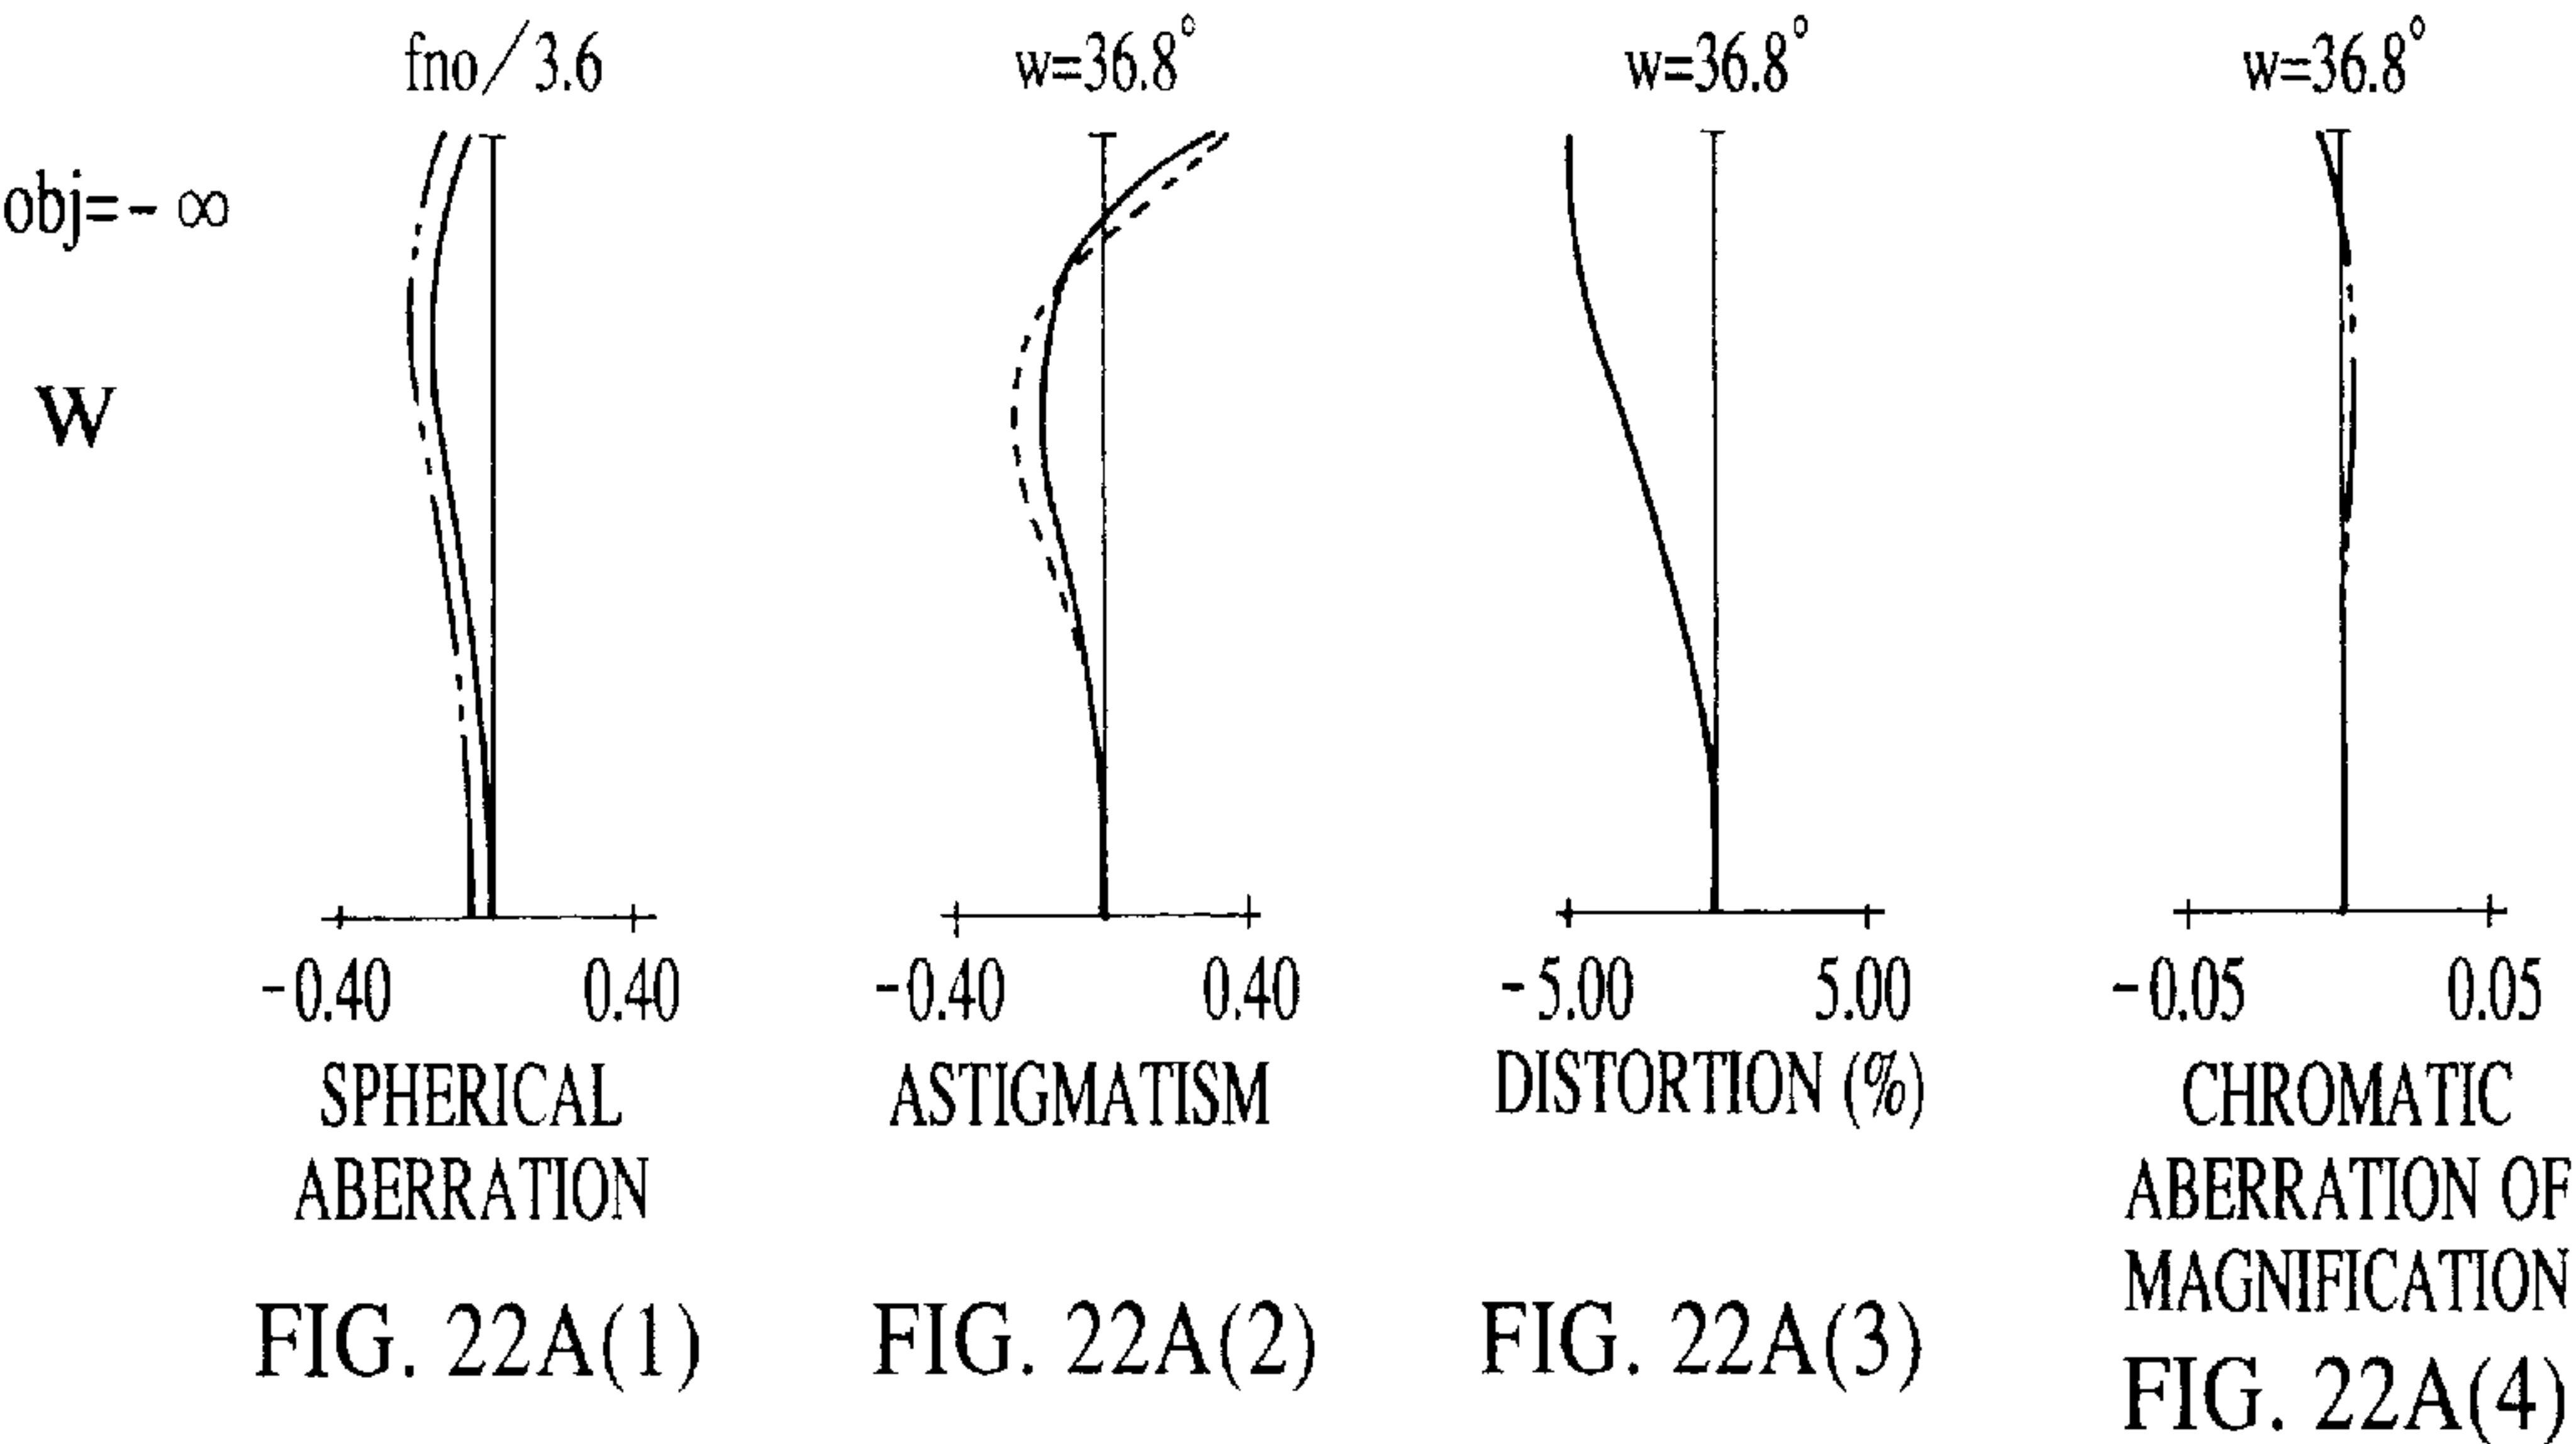 fno/3.6
w=36.8°
w=36.8°
w=36.8°
obj=-∞
W
-0.40 0.40
-0.40 0.40
-5.00 5.00
-0.05 0.05
SPHERICAL
ABERRATION
ASTIGMATISM
DISTORTION (%)
CHROMATIC
ABERRATION OF
MAGNIFICATION
FIG. 22A(1)
FIG. 22A(2)
FIG. 22A(3)
FIG. 22A(4)